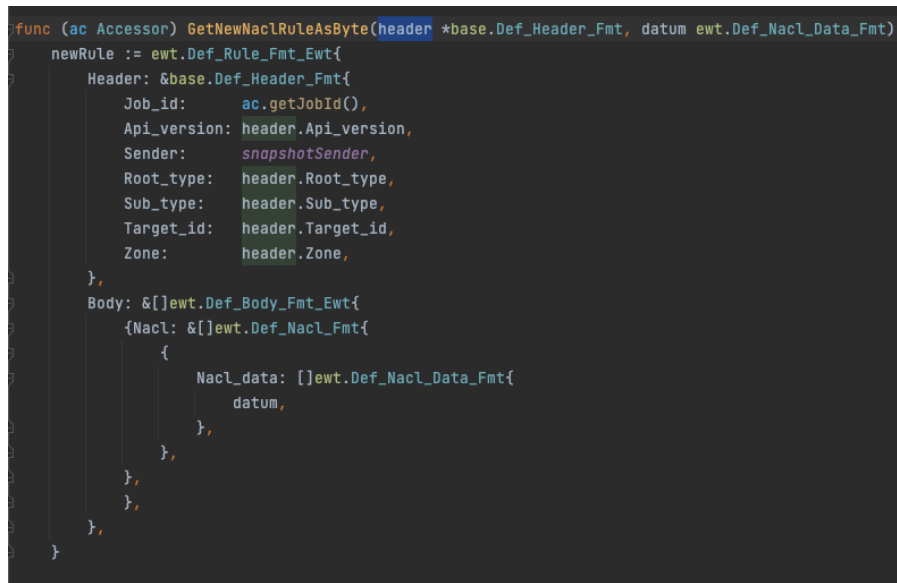 func (ac Accessor) GetNewNaclRuleAsByte(header *base.Def_Header_Fmt, datum ewt.Def_Nacl_Data_Fmt)
    newRule := ewt.Def_Rule_Fmt_Ewt{
        Header: &base.Def_Header_Fmt{
            Job_id:      ac.getJobId(),
            Api_version: header.Api_version,
            Sender:      snapshotSender,
            Root_type:   header.Root_type,
            Sub_type:    header.Sub_type,
            Target_id:   header.Target_id,
            Zone:        header.Zone,
        },
        Body: &[]ewt.Def_Body_Fmt_Ewt{
            {Nacl: &[]ewt.Def_Nacl_Fmt{
                {
                    Nacl_data: []ewt.Def_Nacl_Data_Fmt{
                        datum,
                    },
                },
            },
            },
        },
    }